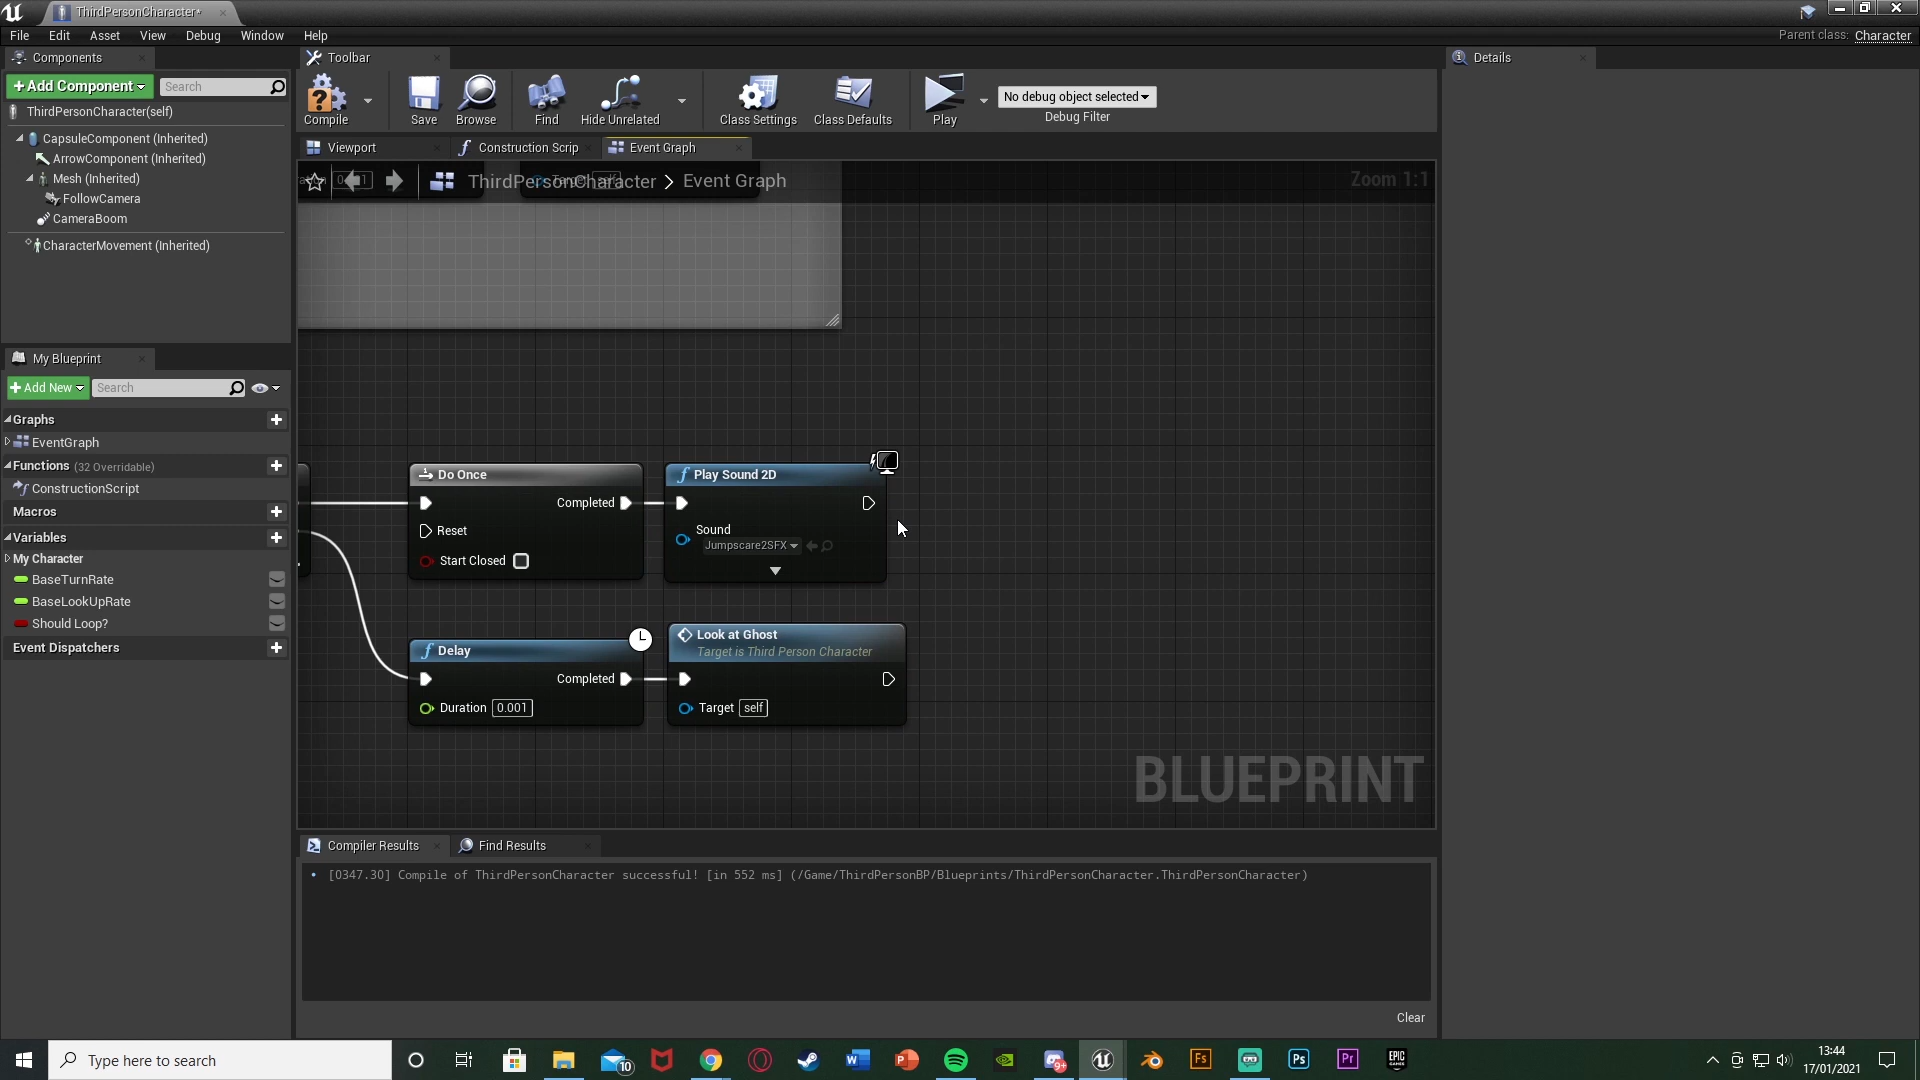 ThirdPersonCharacter*
File Edit Asset View Debug Window Help
Parent class: Character
Components
Toolbar
Details
+ Add Component
Search
Compile
Save
Browse
Find
Hide Unrelated
Class Settings
Class Defaults
Play
No debug object selected
Debug Filter
ThirdPersonCharacter(self)
CapsuleComponent (Inherited)
ArrowComponent (Inherited)
Mesh (Inherited)
FollowCamera
CameraBoom
CharacterMovement (Inherited)
Viewport
Construction Scrip
Event Graph
ThirdPersonCharacter > Event Graph
Zoom 1:1
My Blueprint
+ Add New
Search
Graphs
EventGraph
Functions (32 Overridable)
ConstructionScript
Macros
Variables
My Character
BaseTurnRate
BaseLookUpRate
Should Loop?
Event Dispatchers
Do Once
Completed
Reset
Start Closed
Play Sound 2D
Sound
Jumpscare2SFX
Delay
Completed
Duration 0.001
Look at Ghost
Target is Third Person Character
Target self
BLUEPRINT
Compiler Results
Find Results
[0347.30] Compile of ThirdPersonCharacter successful! [in 552 ms] (/Game/ThirdPersonBP/Blueprints/ThirdPersonCharacter.ThirdPersonCharacter)
Clear
Type here to search
10
9+
Fs
Ps
Pr
EPIC
GAMES
13:44
17/01/2021